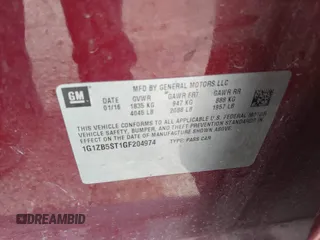 GM
MFD BY GENERAL MOTORS LLC
DATE GVWR GAWR FRT GAWR RR
01/16 1835 KG 947 KG 888 KG
4045 LB 2088 LB 1957 LB
THIS VEHICLE CONFORMS TO ALL APPLICABLE U.S. FEDERAL MOTOR
VEHICLE SAFETY, BUMPER, AND THEFT PREVENTION STANDARDS
IN EFFECT ON THE DATE OF MANUFACTURE SHOWN ABOVE.
1G1ZB5ST1GF204974 TYPE: PASS CAR
DREAMBID